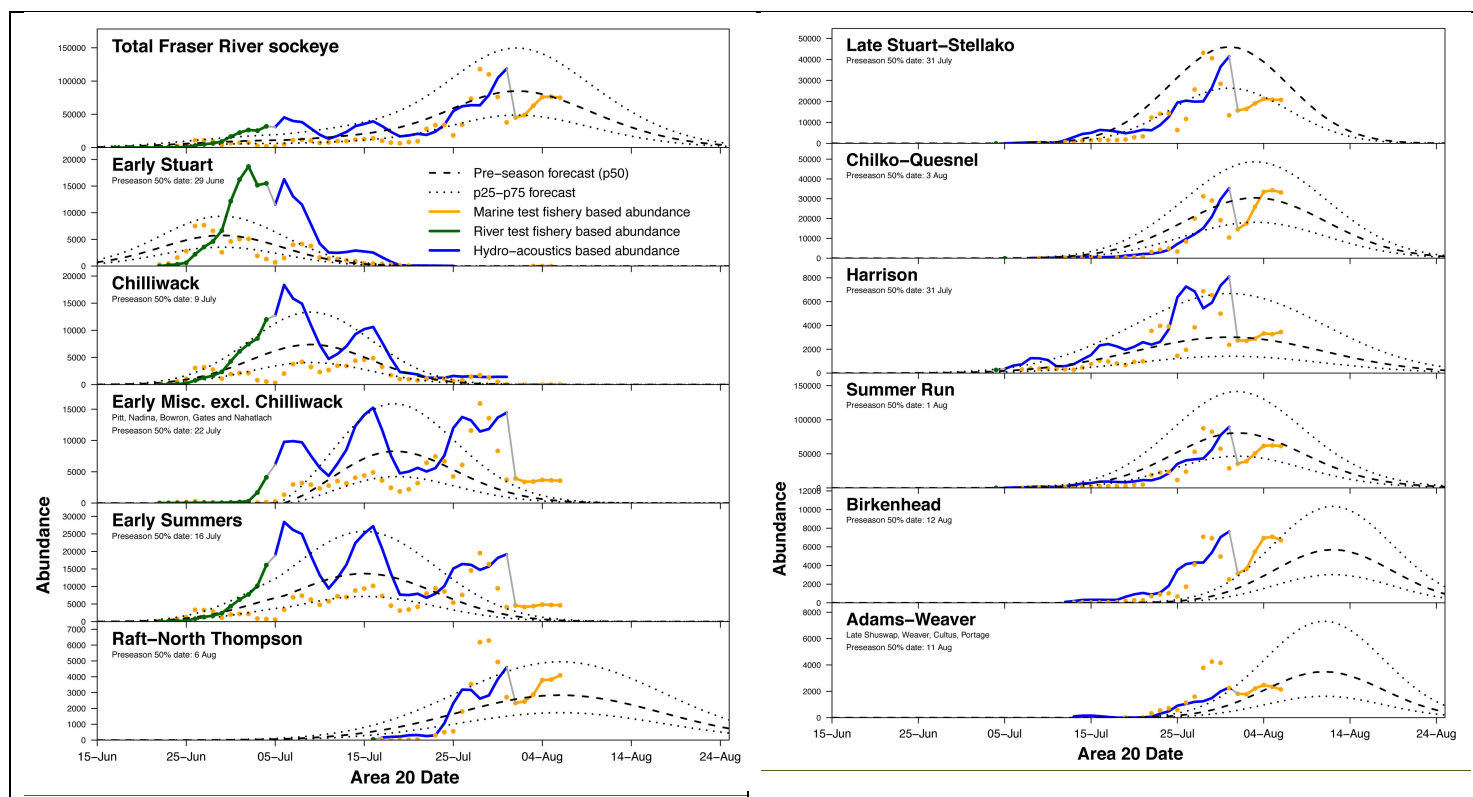 Total Fraser River sockeye
150000
100000
50000
0
Early Stuart
Preseason 50% date: 29 June
20000
15000
10000
5000
0
Pre-season forecast (p50)
p25-p75 forecast
Marine test fishery based abundance
River test fishery based abundance
Hydro-acoustics based abundance
Chilliwack
Preseason 50% date: 9 July
20000
15000
10000
5000
0
Early Misc. excl. Chilliwack
Pitt, Nadina, Bowron, Gates and Nahatlach
Preseason 50% date: 22 July
15000
10000
5000
0
Early Summers
Preseason 50% date: 16 July
30000
25000
20000
15000
10000
5000
0
Raft-North Thompson
Preseason 50% date: 6 Aug
7000
6000
5000
4000
3000
2000
1000
0
15-Jun 25-Jun 05-Jul 15-Jul 25-Jul 04-Aug 14-Aug 24-Aug
Area 20 Date
Abundance
Late Stuart-Stellako
Preseason 50% date: 31 July
50000
40000
30000
20000
10000
0
Chilko-Quesnel
Preseason 50% date: 3 Aug
50000
40000
30000
20000
10000
0
Harrison
Preseason 50% date: 31 July
8000
6000
4000
2000
0
Summer Run
Preseason 50% date: 1 Aug
150000
100000
50000
0
Birkenhead
Preseason 50% date: 12 Aug
12000
10000
8000
6000
4000
2000
0
Adams-Weaver
Late Shuswap, Weaver, Cultus, Portage
Preseason 50% date: 11 Aug
8000
6000
4000
2000
0
15-Jun 25-Jun 05-Jul 15-Jul 25-Jul 04-Aug 14-Aug 24-Aug
Area 20 Date
Abundance